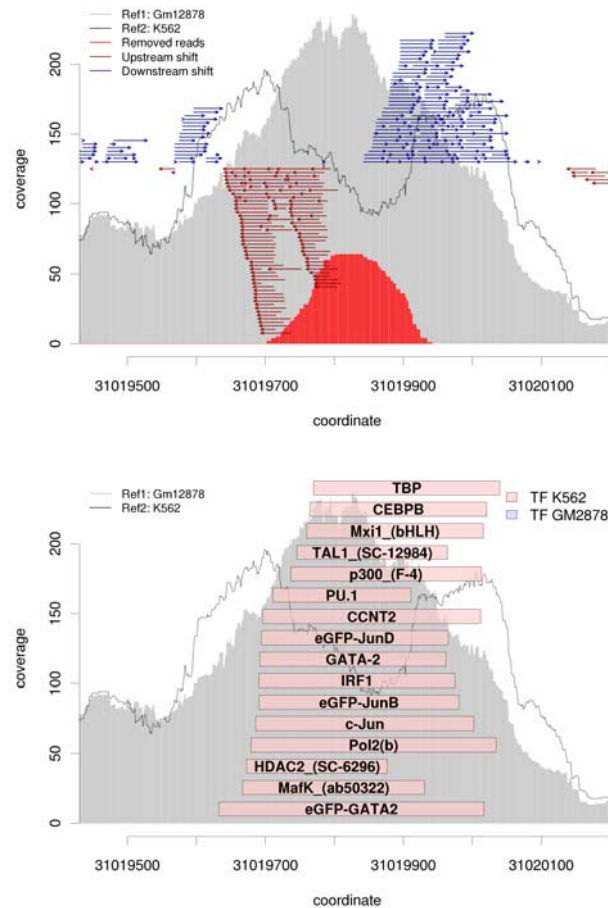 Ref1: Gm12878
Ref2: K562
Removed reads
Upstream shift
Downstream shift
200
150
100
50
0
coverage
31019500
31019700
31019900
31020100
coordinate
Ref1: Gm12878
Ref2: K562
TF K562
TF GM2878
TBP
CEBPB
Mxi1_(bHLH)
TAL1_(SC-12984)
p300_(F-4)
PU.1
CCNT2
eGFP-JunD
GATA-2
IRF1
eGFP-JunB
c-Jun
Pol2(b)
HDAC2_(SC-6296)
MafK_(ab50322)
eGFP-GATA2
200
150
100
50
0
coverage
31019500
31019700
31019900
31020100
coordinate